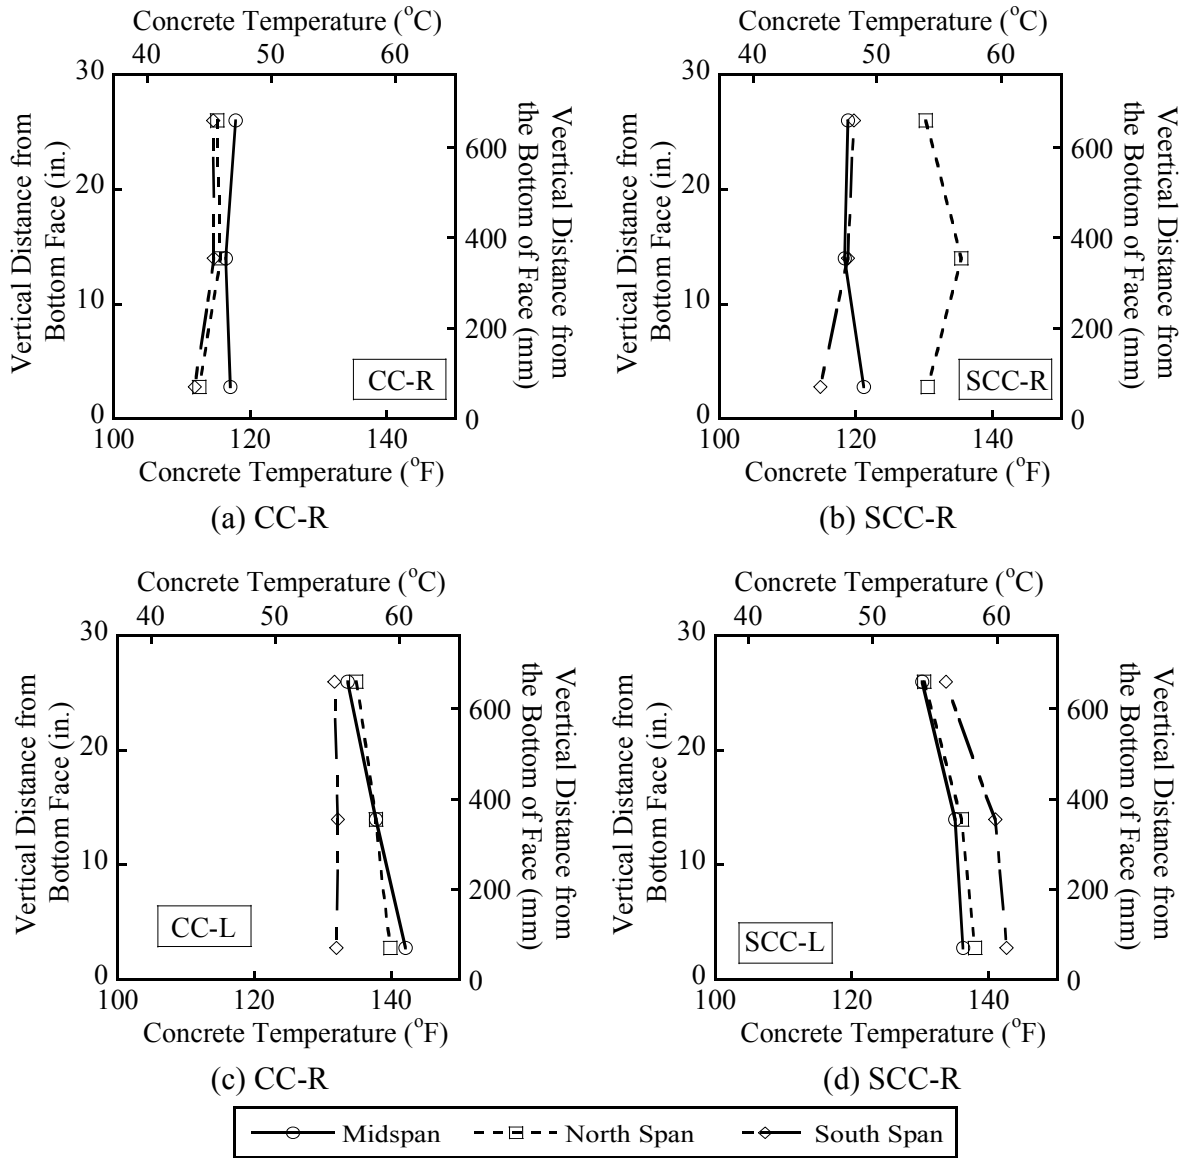 Concrete Temperature (°C)
40 50 60
30
20
10
0
Vertical Distance from
Bottom Face (in.)
600
400
200
0
Veertical Distance from
the Bottom of Face (mm)
CC-R
100 120 140
Concrete Temperature (°F)
(a) CC-R
Concrete Temperature (°C)
40 50 60
30
20
10
0
Vertical Distance from
Bottom Face (in.)
600
400
200
0
Veertical Distance from
the Bottom of Face (mm)
SCC-R
100 120 140
Concrete Temperature (°F)
(b) SCC-R
Concrete Temperature (°C)
40 50 60
30
20
10
0
Vertical Distance from
Bottom Face (in.)
600
400
200
0
Veertical Distance from
the Bottom of Face (mm)
CC-L
100 120 140
Concrete Temperature (°F)
(c) CC-R
Concrete Temperature (°C)
40 50 60
30
20
10
0
Vertical Distance from
Bottom Face (in.)
600
400
200
0
Veertical Distance from
the Bottom of Face (mm)
SCC-L
100 120 140
Concrete Temperature (°F)
(d) SCC-R
Midspan North Span South Span